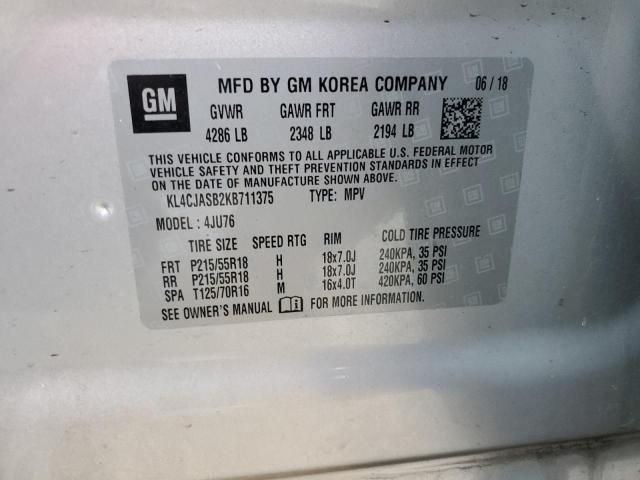 GM
MFD BY GM KOREA COMPANY 06 / 18
GVWR GAWR FRT GAWR RR
4286 LB 2348 LB 2194 LB
THIS VEHICLE CONFORMS TO ALL APPLICABLE U.S. FEDERAL MOTOR
VEHICLE SAFETY AND THEFT PREVENTION STANDARDS IN EFFECT
ON THE DATE OF MANUFACTURE SHOWN ABOVE.
KL4CJASB2KB711375 TYPE: MPV
MODEL : 4JU76
TIRE SIZE SPEED RTG RIM COLD TIRE PRESSURE
FRT P215/55R18 H 18x7.0J 240KPA, 35 PSI
RR P215/55R18 H 18x7.0J 240KPA, 35 PSI
SPA T125/70R16 M 16x4.0T 420KPA, 60 PSI
SEE OWNER'S MANUAL FOR MORE INFORMATION.